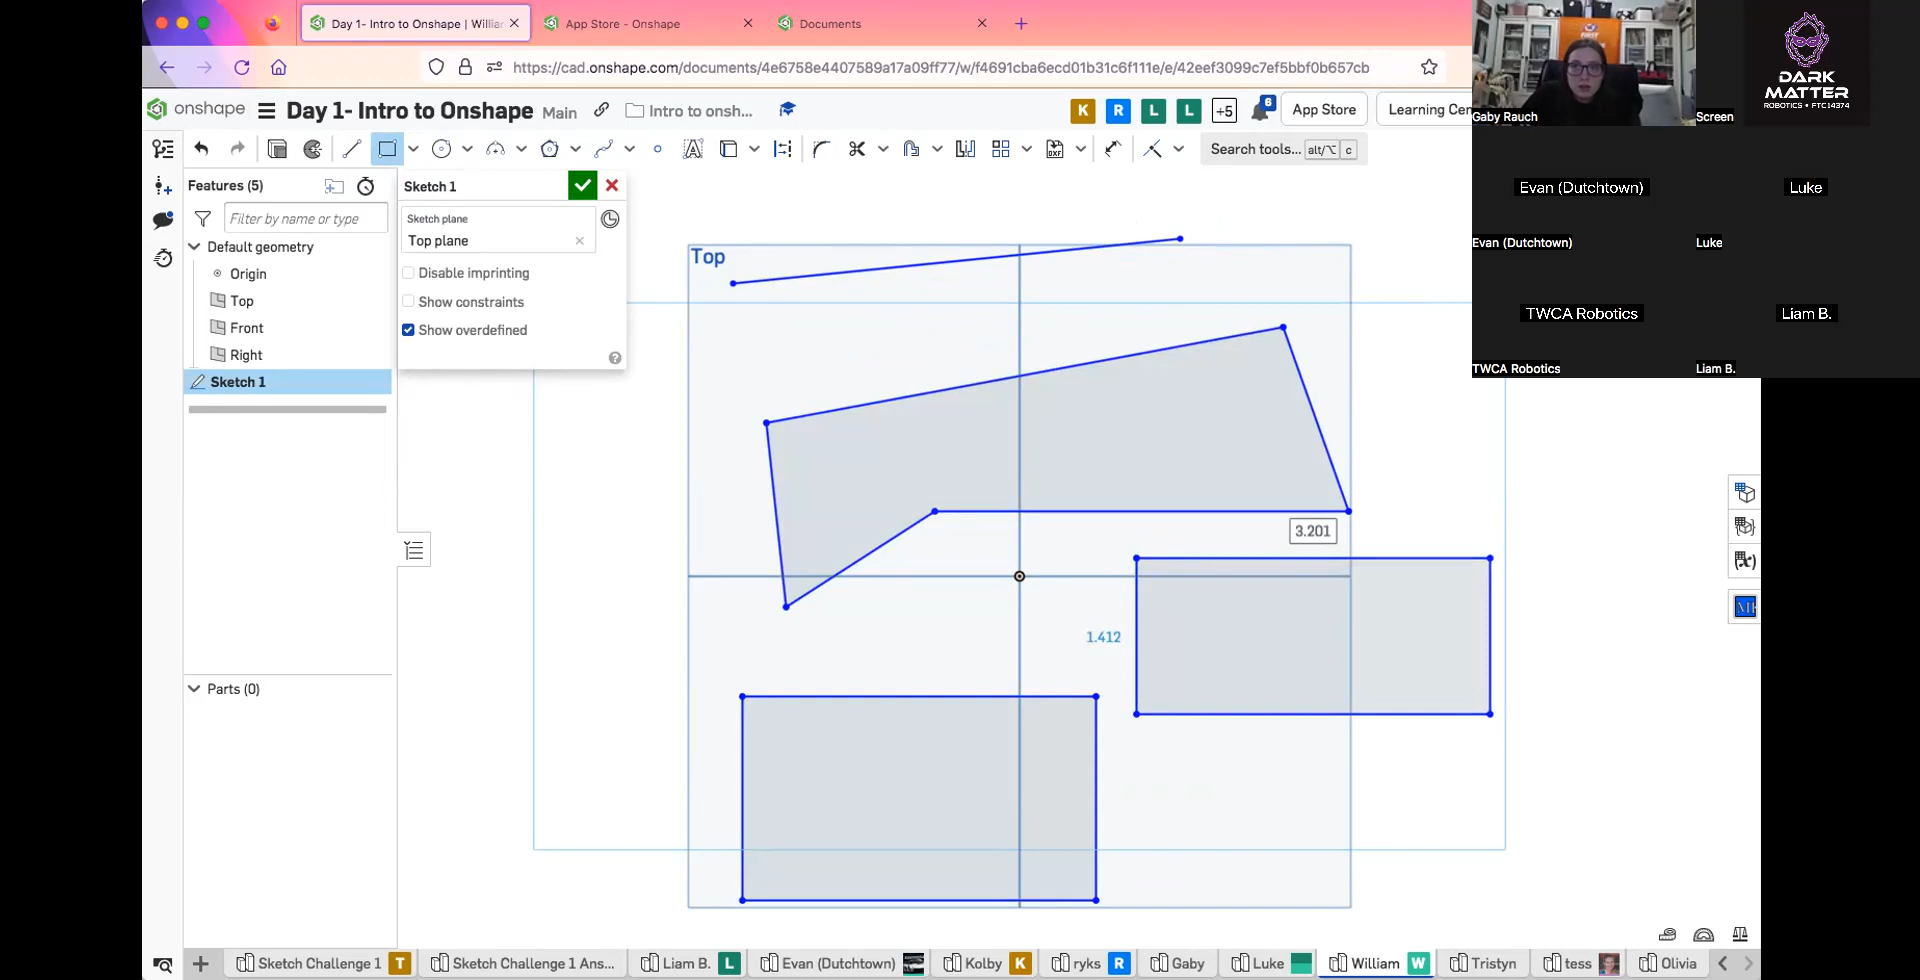 Day 1- Intro to Onshape | Willia
App Store - Onshape
Documents
https://cad.onshape.com/documents/4e6758e4407589a17a09ff77/w/f4691cba6ecd01b31c6f111e/e/42eef3099c7ef5bbf0b657cb
onshape
Day 1- Intro to Onshape
Main
Intro to onsh...
K
R
L
L
+5
6
App Store
Learning Cen
Search tools...
alt/⌥
c
Features (5)
Filter by name or type
Default geometry
Origin
Top
Front
Right
Sketch 1
Parts (0)
Sketch 1
Sketch plane
Top plane
Disable imprinting
Show constraints
Show overdefined
Top
3.201
1.412
FIRST
Gaby Rauch
Screen
DARK
MATTER
ROBOTICS • FTC14374
Evan (Dutchtown)
Luke
Evan (Dutchtown)
Luke
TWCA Robotics
Liam B.
TWCA Robotics
Liam B.
Sketch Challenge 1
T
Sketch Challenge 1 Ans...
Liam B.
L
Evan (Dutchtown)
Kolby
K
ryks
R
Gaby
Luke
William
W
Tristyn
tess
Olivia